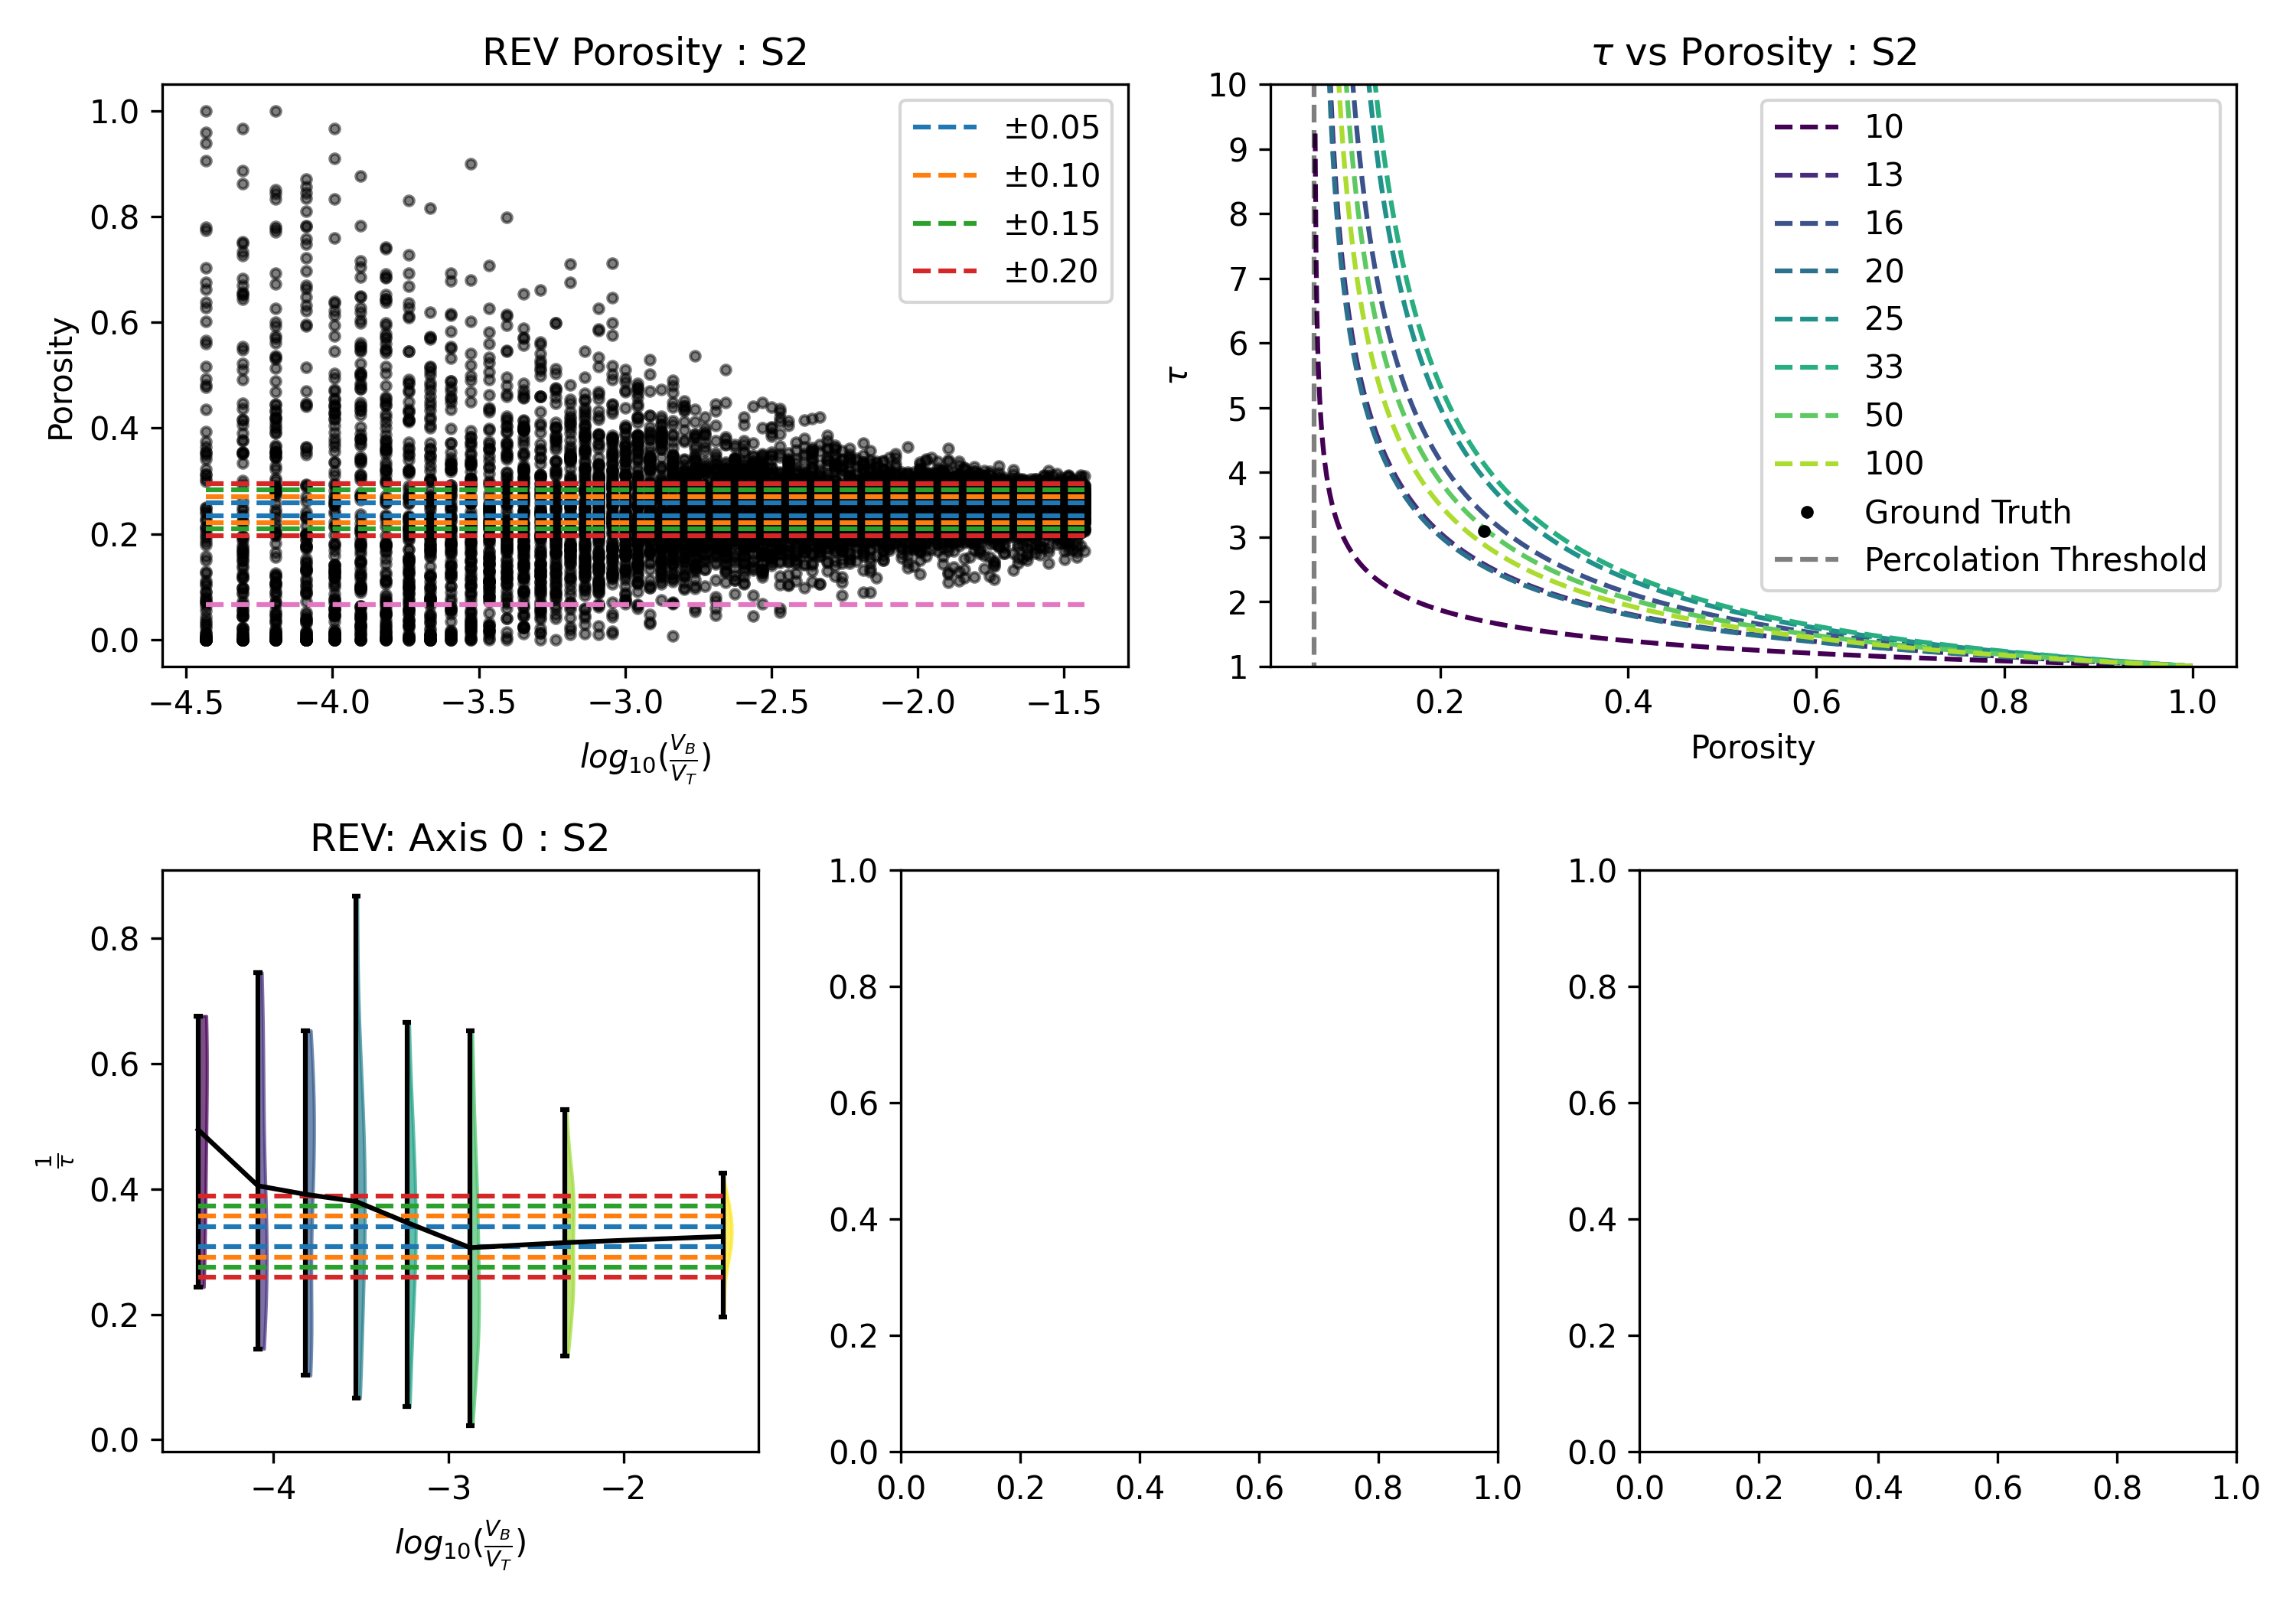 REV Porosity : S2
1.0
0.8
0.6
0.4
0.2
0.0
Porosity
−4.5 −4.0 −3.5 −3.0 −2.5 −2.0 −1.5
log10(VB/VT)
±0.05
±0.10
±0.15
±0.20
τ vs Porosity : S2
10
9
8
7
6
5
4
3
2
1
τ
0.2 0.4 0.6 0.8 1.0
Porosity
10
13
16
20
25
33
50
100
Ground Truth
Percolation Threshold
REV: Axis 0 : S2
0.8
0.6
0.4
0.2
0.0
1/τ
−4 −3 −2
log10(VB/VT)
1.0
0.8
0.6
0.4
0.2
0.0
0.0 0.2 0.4 0.6 0.8 1.0
1.0
0.8
0.6
0.4
0.2
0.0
0.0 0.2 0.4 0.6 0.8 1.0